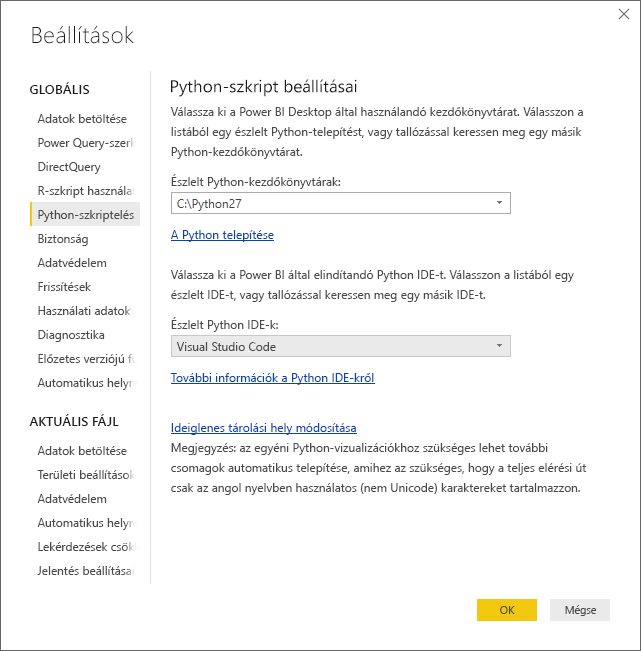 Beállítások
GLOBÁLIS
Adatok betöltése
Power Query-szerk
DirectQuery
R-szkript használat
Python-szkriptelés
Biztonság
Adatvédelem
Frissítések
Használati adatok
Diagnosztika
Előzetes verziójú fu
Automatikus helyre
AKTUÁLIS FÁJL
Adatok betöltése
Területi beállítások
Adatvédelem
Automatikus helyre
Lekérdezések csökk
Jelentés beállításai
Python-szkript beállításai
Válassza ki a Power BI Desktop által használandó kezdőkönyvtárat. Válasszon a
listából egy észlelt Python-telepítést, vagy tallózással keressen meg egy másik
Python-kezdőkönyvtárat.
Észlelt Python-kezdőkönyvtárak:
C:\Python27
A Python telepítése
Válassza ki a Power BI által elindítandó Python IDE-t. Válasszon a listából egy
észlelt IDE-t, vagy tallózással keressen meg egy másik IDE-t.
Észlelt Python IDE-k:
Visual Studio Code
További információk a Python IDE-kről
Ideiglenes tárolási hely módosítása
Megjegyzés: az egyéni Python-vizualizációkhoz szükséges lehet további
csomagok automatikus telepítése, amihez az szükséges, hogy a teljes elérési út
csak az angol nyelvben használatos (nem Unicode) karaktereket tartalmazzon.
OK
Mégse